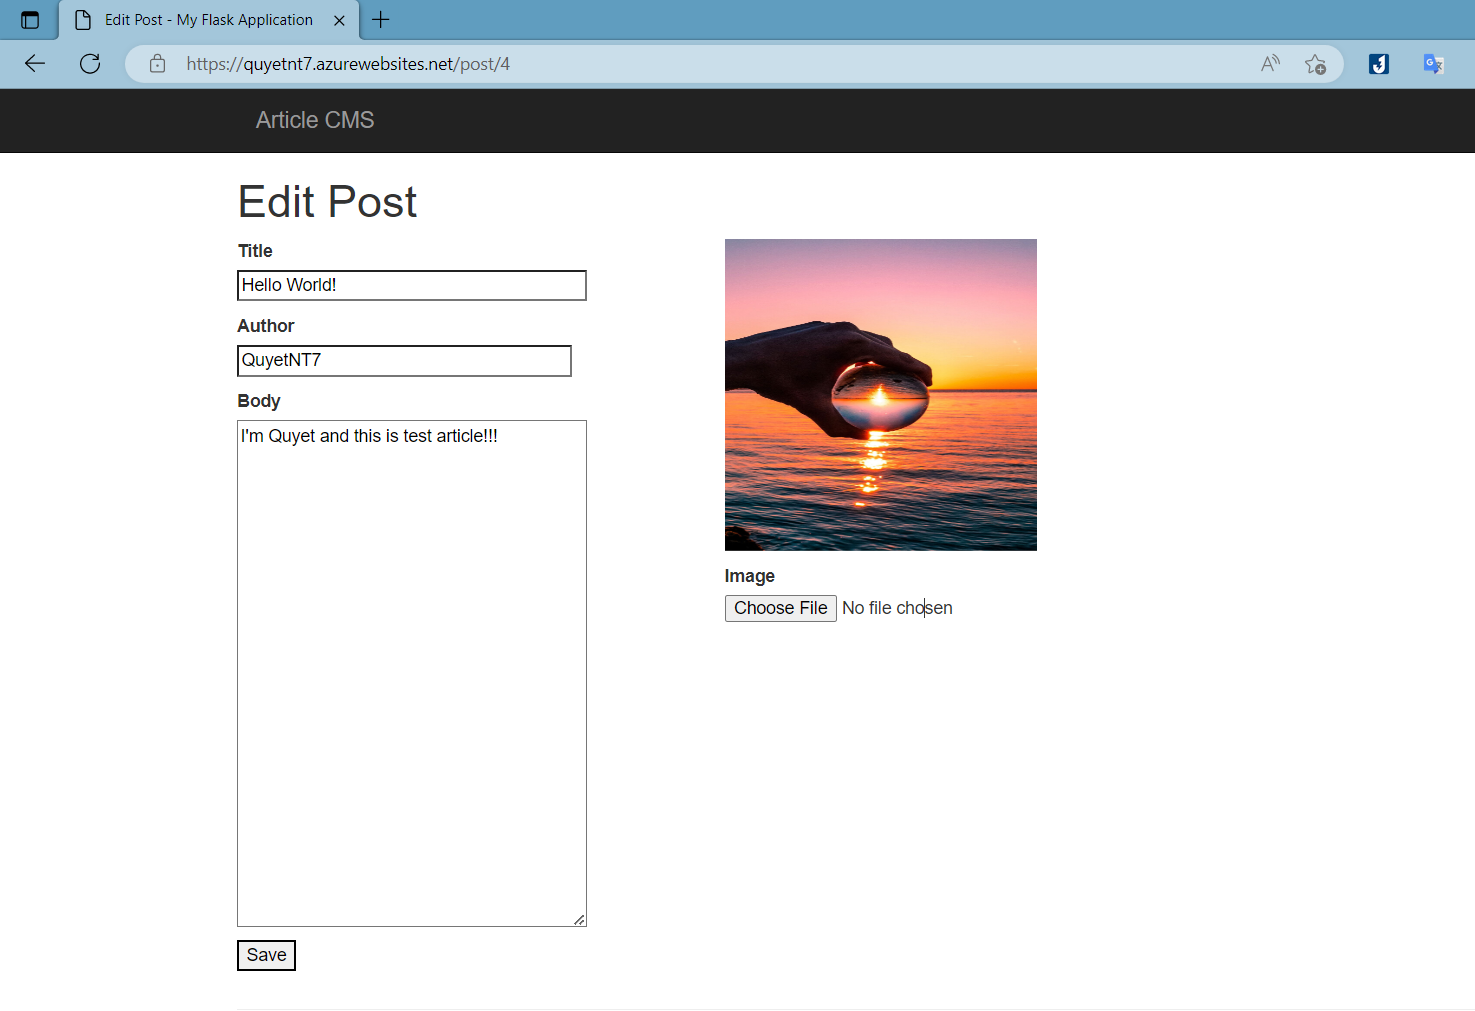 Edit Post - My Flask Application
https://quyetnt7.azurewebsites.net/post/4
Article CMS
Edit Post
Title
Hello World!
Author
QuyetNT7
Body
I'm Quyet and this is test article!!!
Image
Choose File No file chosen
Save